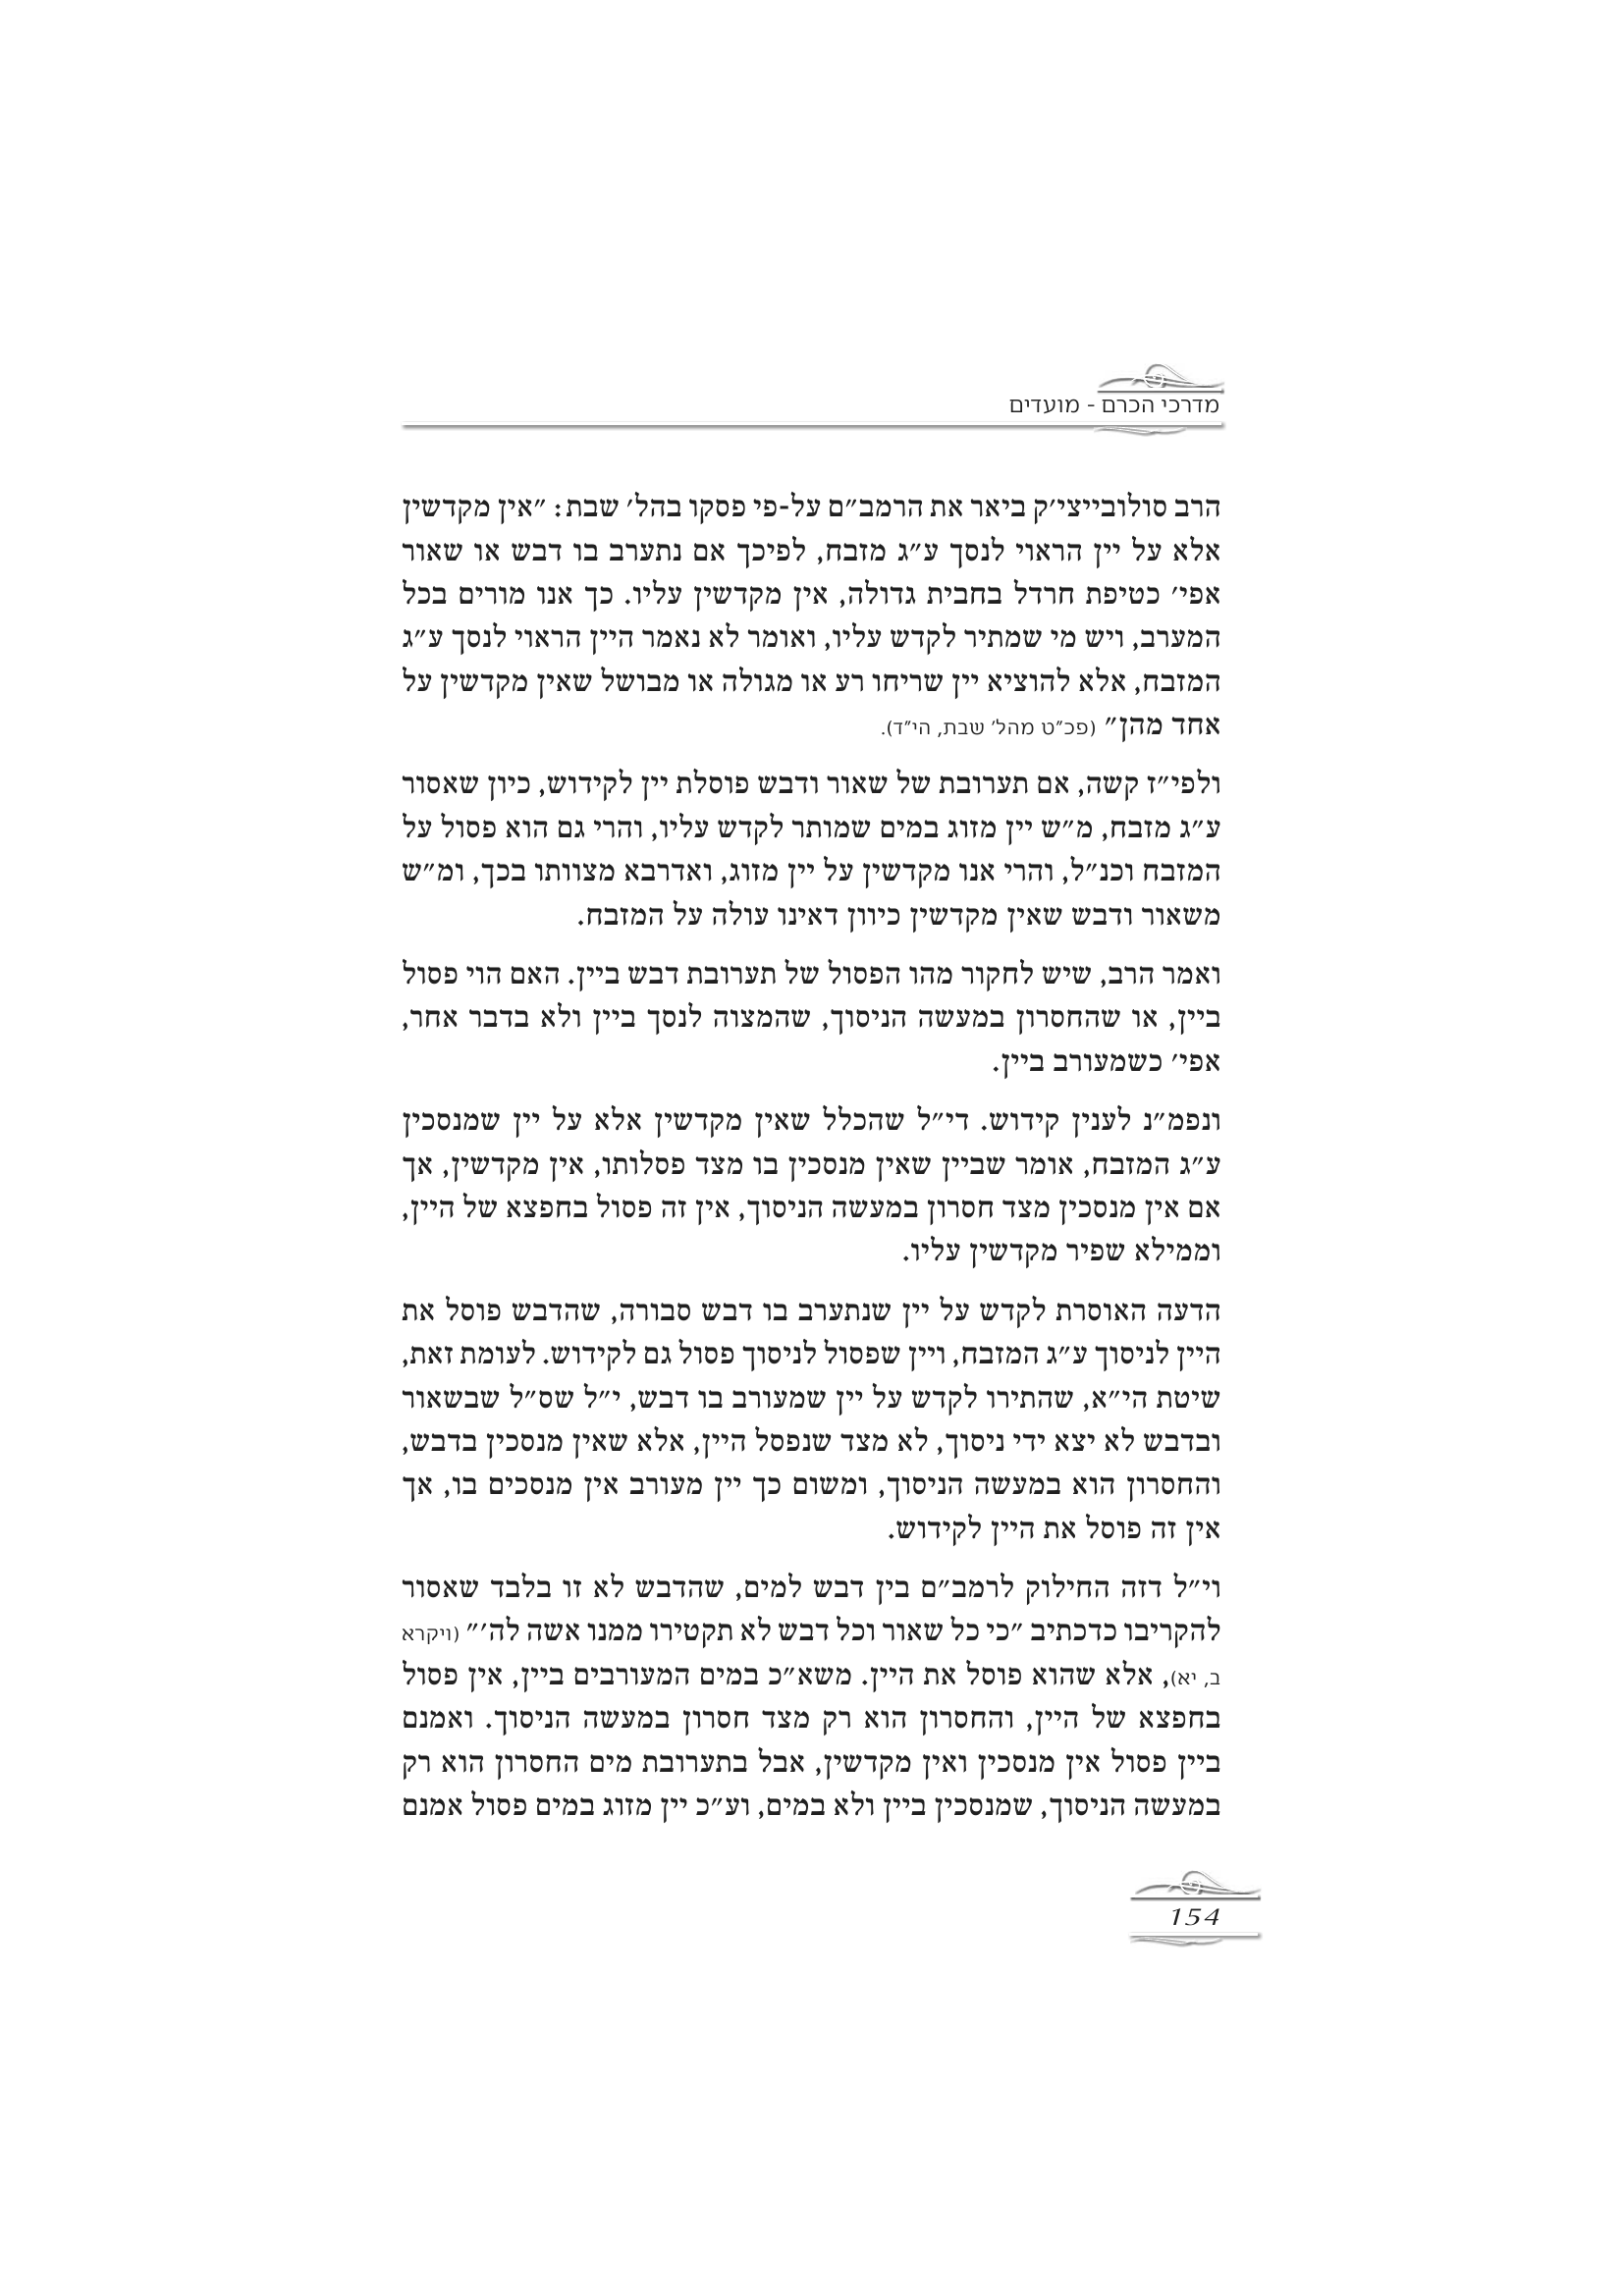 מדרכי הכרם - מועדים
הרב סולובייצי׳ק ביאר את הרמב״ם על-פי פסקו בהל׳ שבת: ״אין מקדשין
אלא על יין הראוי לנסך ע״ג מזבח, לפיכך אם נתערב בו דבש או שאור
אפי׳ כטיפת חרדל בחבית גדולה, אין מקדשין עליו. כך אנו מורים בכל
המערב, ויש מי שמתיר לקדש עליו, ואומר לא נאמר היין הראוי לנסך ע״ג
המזבח, אלא להוציא יין שריחו רע או מגולה או מבושל שאין מקדשין על
אחד מהן״ (פכ״ט מהל׳ שבת, הי״ד).
ולפי״ז קשה, אם תערובת של שאור ודבש פוסלת יין לקידוש, כיון שאסור
ע״ג מזבח, מ״ש יין מזוג במים שמותר לקדש עליו, והרי גם הוא פסול על
המזבח וכנ״ל, והרי אנו מקדשין על יין מזוג, ואדרבא מצוותו בכך, ומ״ש
משאור ודבש שאין מקדשין כיוון דאינו עולה על המזבח.
ואמר הרב, שיש לחקור מהו הפסול של תערובת דבש ביין. האם הוי פסול
ביין, או שהחסרון במעשה הניסוך, שהמצוה לנסך ביין ולא בדבר אחר,
אפי׳ כשמעורב ביין.
ונפמ״נ לענין קידוש. די״ל שהכלל שאין מקדשין אלא על יין שמנסכין
ע״ג המזבח, אומר שביין שאין מנסכין בו מצד פסלותו, אין מקדשין, אך
אם אין מנסכין מצד חסרון במעשה הניסוך, אין זה פסול בחפצא של היין,
וממילא שפיר מקדשין עליו.
הדעה האוסרת לקדש על יין שנתערב בו דבש סבורה, שהדבש פוסל את
היין לניסוך ע״ג המזבח, ויין שפסול לניסוך פסול גם לקידוש. לעומת זאת,
שיטת הי״א, שהתירו לקדש על יין שמעורב בו דבש, י״ל שס״ל שבשאור
ובדבש לא יצא ידי ניסוך, לא מצד שנפסל היין, אלא שאין מנסכין בדבש,
והחסרון הוא במעשה הניסוך, ומשום כך יין מעורב אין מנסכים בו, אך
אין זה פוסל את היין לקידוש.
וי״ל דזה החילוק לרמב״ם בין דבש למים, שהדבש לא זו בלבד שאסור
להקריבו כדכתיב ״כי כל שאור וכל דבש לא תקטירו ממנו אשה לה׳״ (ויקרא
ב, יא), אלא שהוא פוסל את היין. משא״כ במים המעורבים ביין, אין פסול
בחפצא של היין, והחסרון הוא רק מצד חסרון במעשה הניסוך. ואמנם
ביין פסול אין מנסכין ואין מקדשין, אבל בתערובת מים החסרון הוא רק
במעשה הניסוך, שמנסכין ביין ולא במים, וע״כ יין מזוג במים פסול אמנם
154